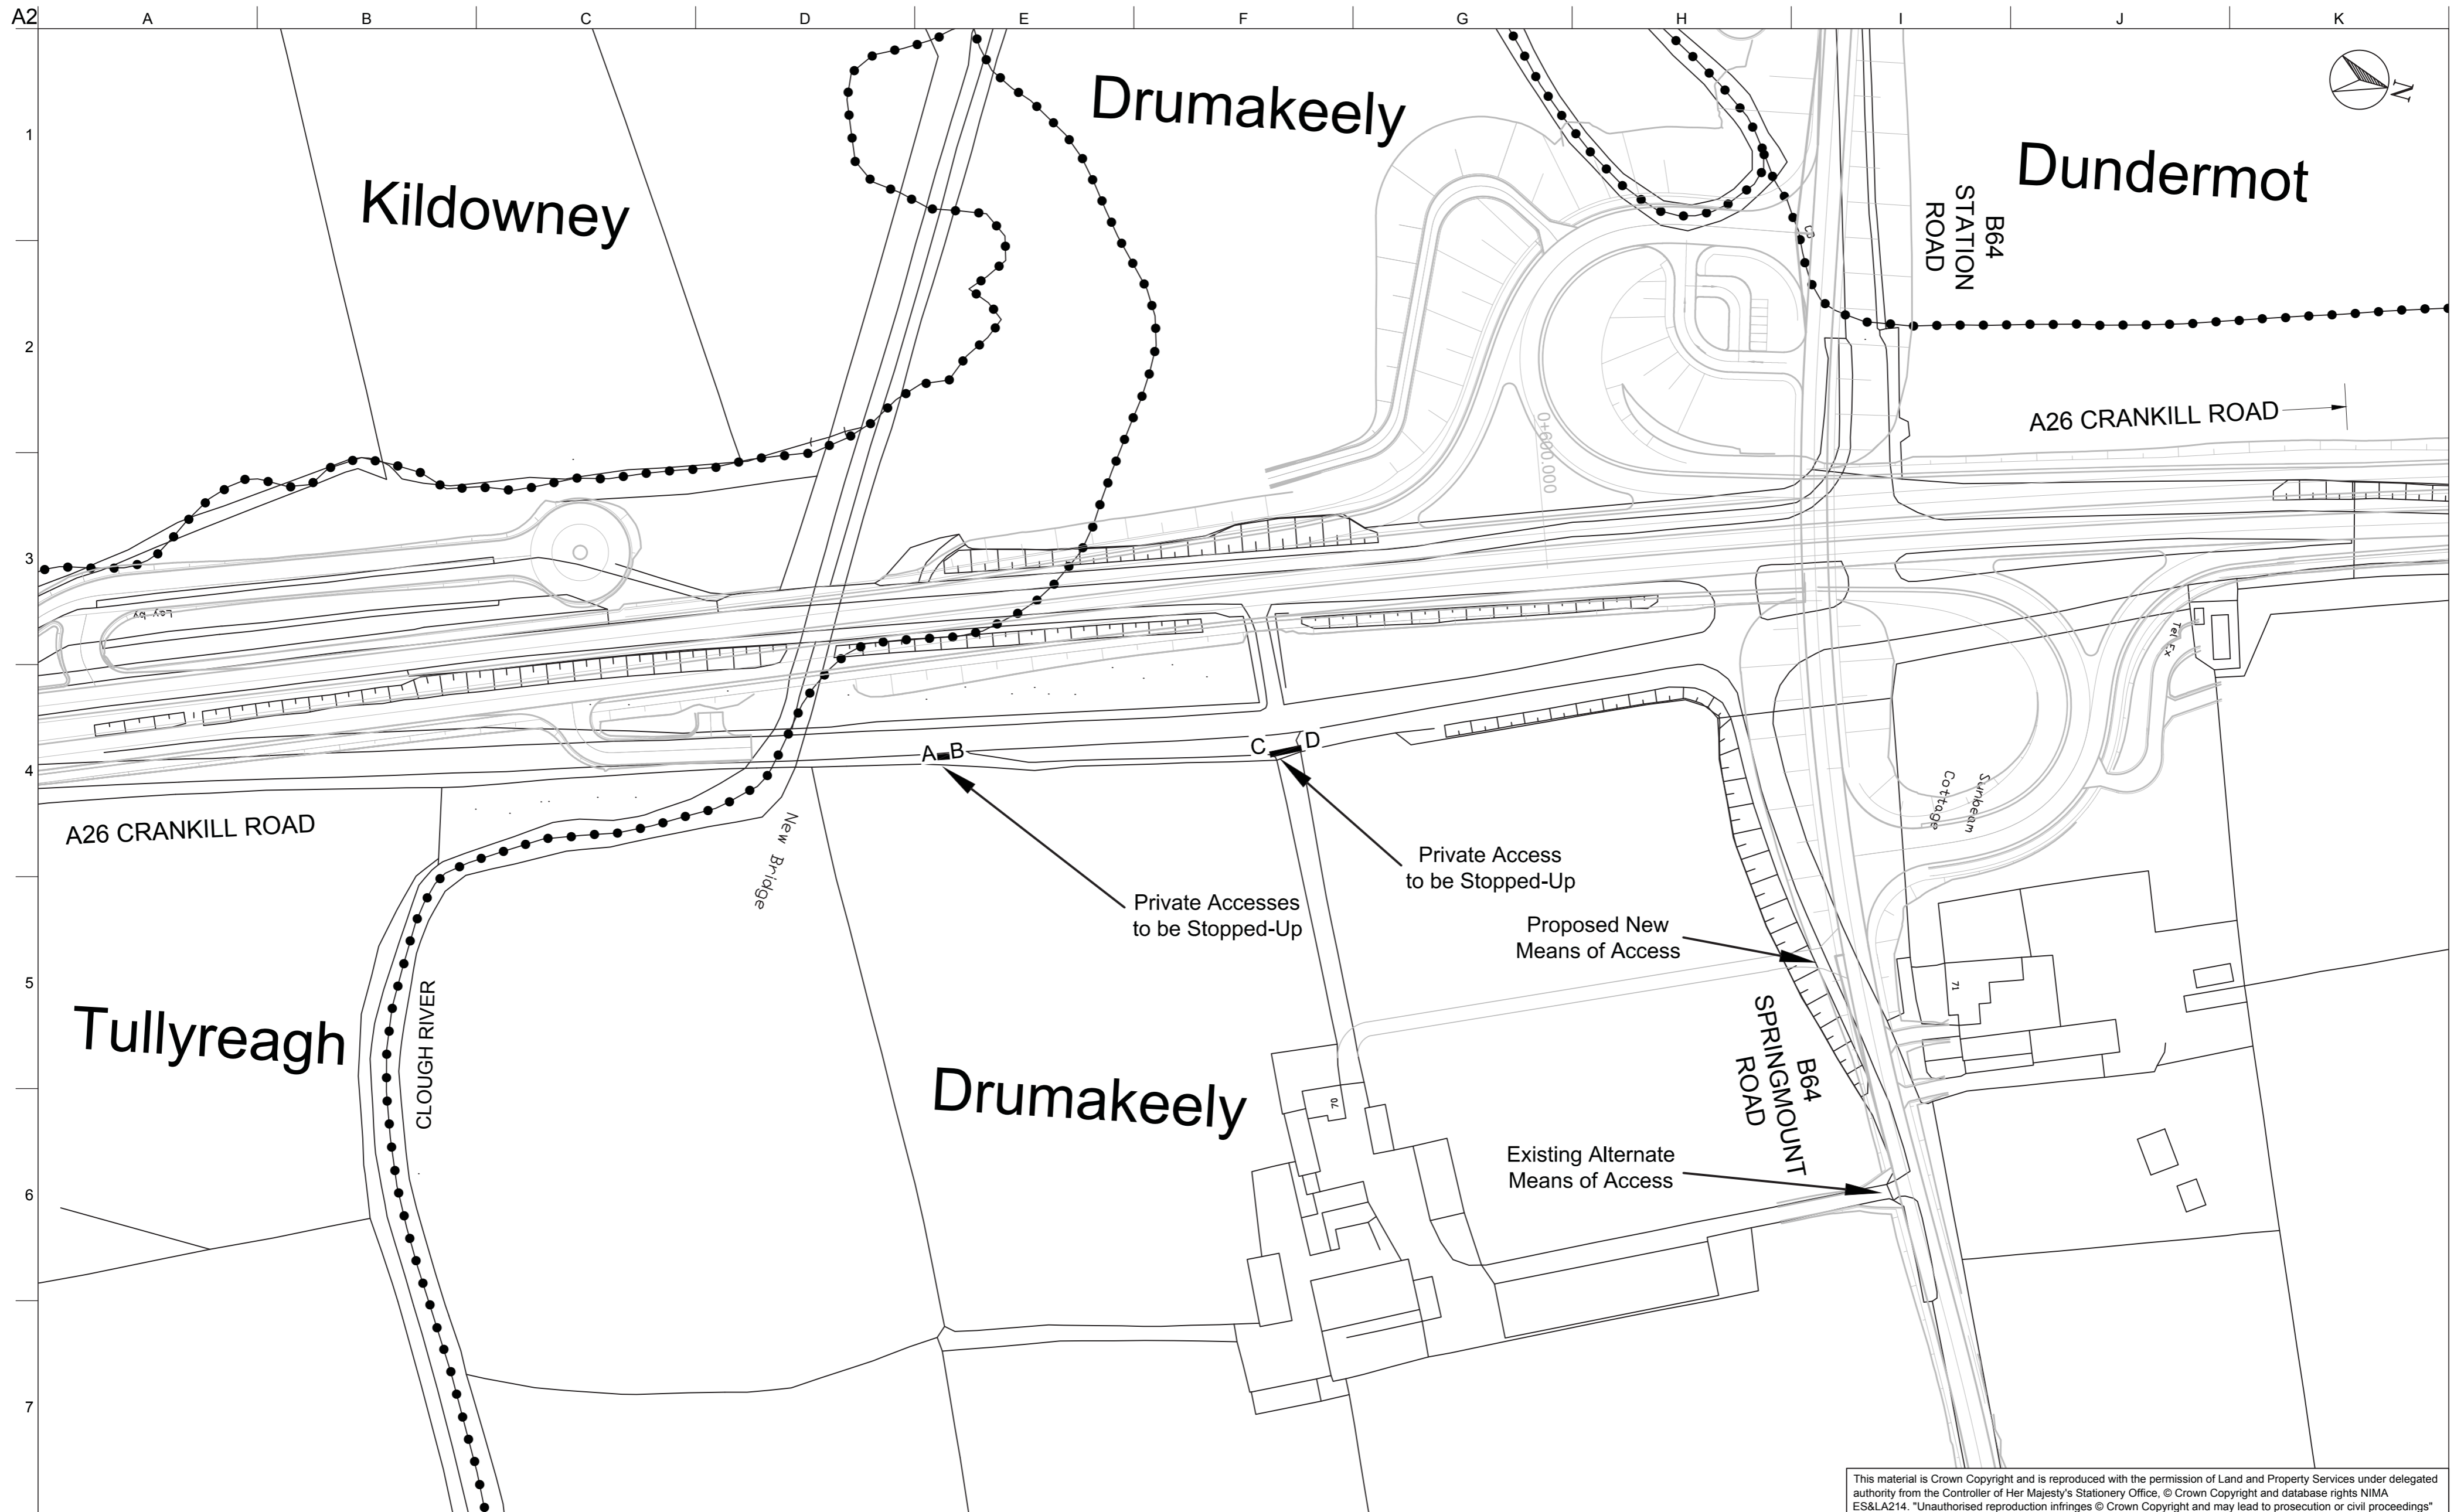 A2
A
B
C
D
E
F
G
H
I
J
K
1
2
3
4
5
6
7
N
Kildowney
Drumakeely
Dundermot
B64
STATION
ROAD
A26 CRANKILL ROAD
0+600.000
Lay-by
Tel Ex
A B
C D
A26 CRANKILL ROAD
New Bridge
Sunbeam
Cottage
Private Access
to be Stopped-Up
Private Accesses
to be Stopped-Up
Proposed New
Means of Access
Tullyreagh
CLOUGH RIVER
Drumakeely
70
71
B64
SPRINGMOUNT
ROAD
Existing Alternate
Means of Access
This material is Crown Copyright and is reproduced with the permission of Land and Property Services under delegated
authority from the Controller of Her Majesty's Stationery Office, © Crown Copyright and database rights NIMA
ES&LA214. "Unauthorised reproduction infringes © Crown Copyright and may lead to prosecution or civil proceedings"